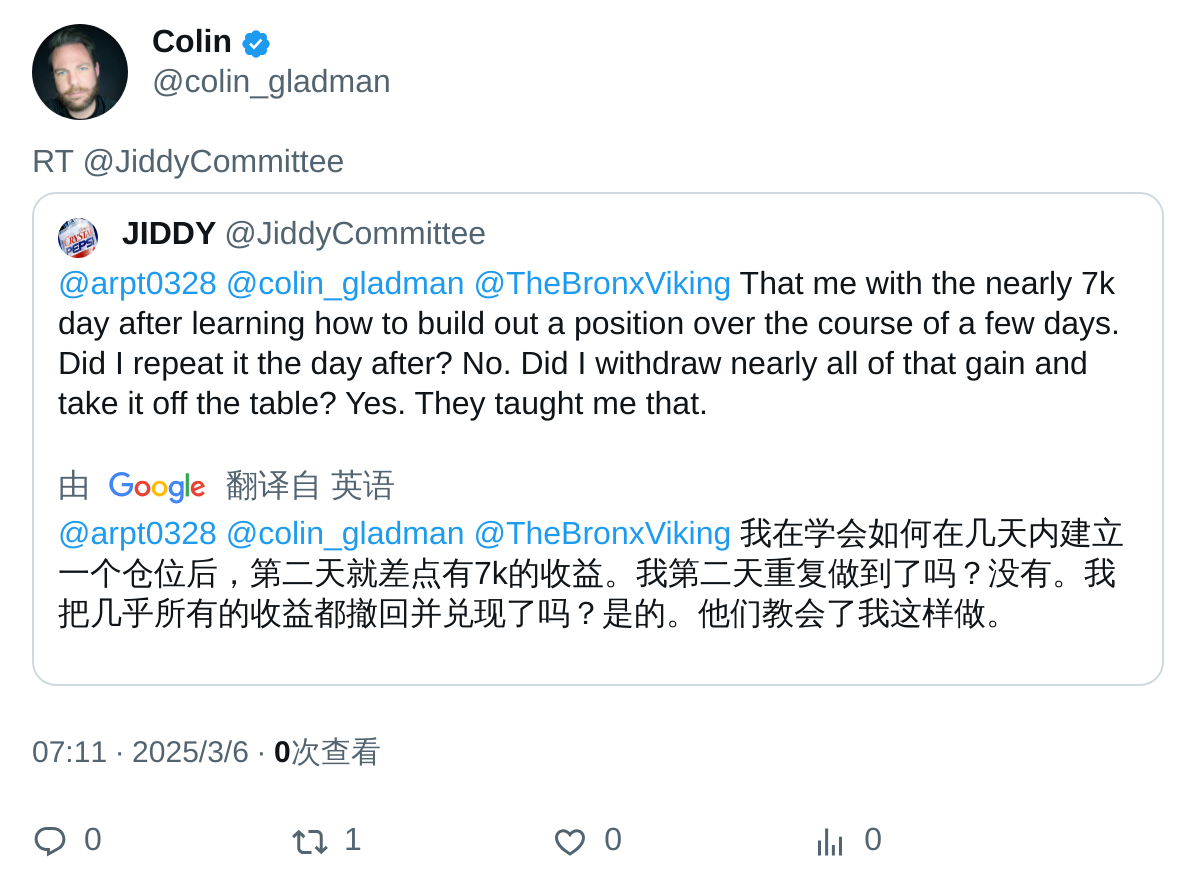 Colin
@colin_gladman
RT @JiddyCommittee
JIDDY @JiddyCommittee
@arpt0328 @colin_gladman @TheBronxViking That me with the nearly 7k
day after learning how to build out a position over the course of a few days.
Did I repeat it the day after? No. Did I withdraw nearly all of that gain and
take it off the table? Yes. They taught me that.
由 Google 翻译自 英语
@arpt0328 @colin_gladman @TheBronxViking 我在学会如何在几天内建立
一个仓位后，第二天就差点有7k的收益。我第二天重复做到了吗？没有。我
把几乎所有的收益都撤回并兑现了吗？是的。他们教会了我这样做。
07:11 · 2025/3/6 · 0次查看
0 1 0 0
CRYSTAL
PEPSI